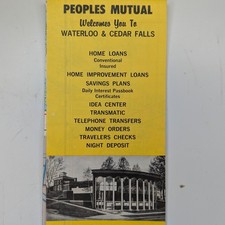 PEOPLES MUTUAL
Welcomes You To
WATERLOO & CEDAR FALLS
HOME LOANS
Conventional
Insured
HOME IMPROVEMENT LOANS
SAVINGS PLANS
Daily Interest Passbook
Certificates
IDEA CENTER
TRANSMATIC
TELEPHONE TRANSFERS
MONEY ORDERS
TRAVELERS CHECKS
NIGHT DEPOSIT